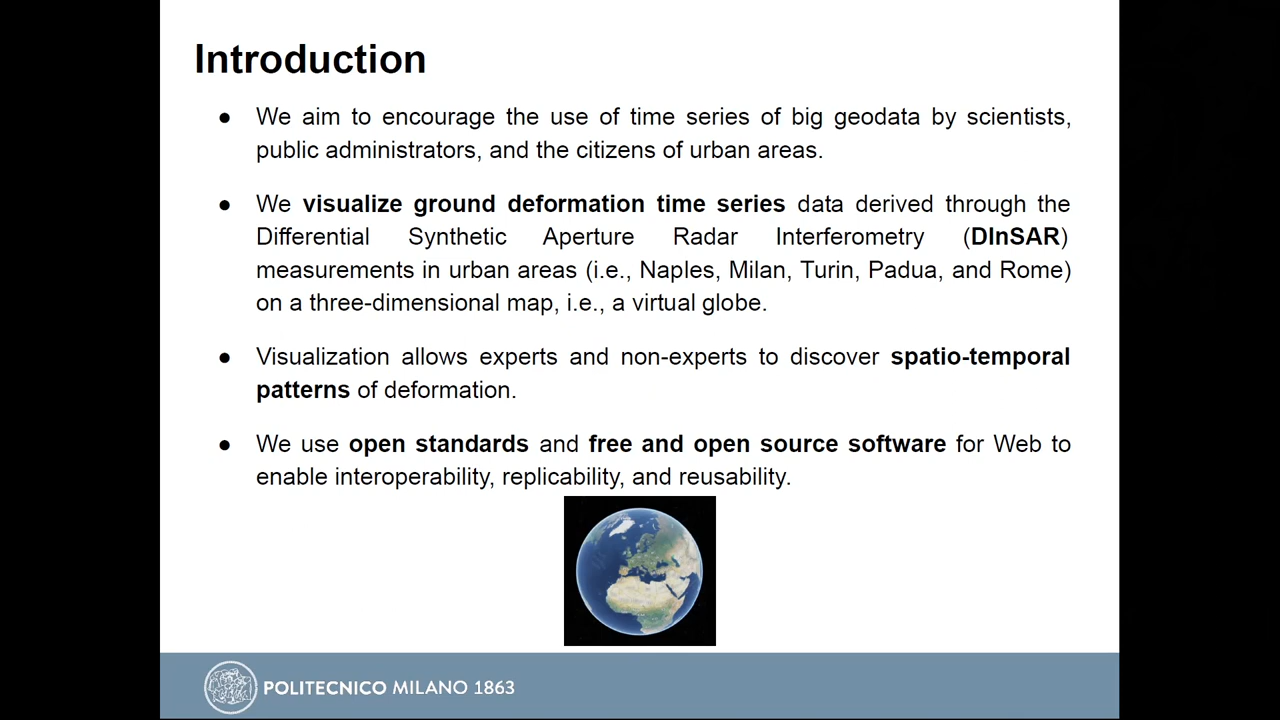 Introduction
● We aim to encourage the use of time series of big geodata by scientists,
public administrators, and the citizens of urban areas.
● We visualize ground deformation time series data derived through the
Differential Synthetic Aperture Radar Interferometry (DInSAR)
measurements in urban areas (i.e., Naples, Milan, Turin, Padua, and Rome)
on a three-dimensional map, i.e., a virtual globe.
● Visualization allows experts and non-experts to discover spatio-temporal
patterns of deformation.
● We use open standards and free and open source software for Web to
enable interoperability, replicability, and reusability.
POLITECNICO MILANO 1863